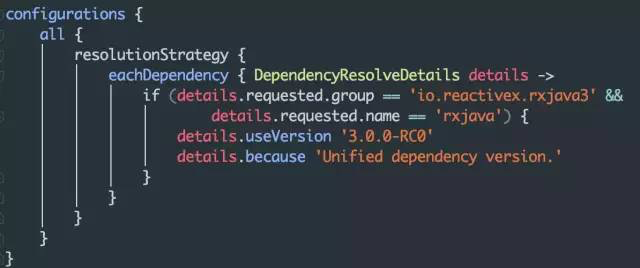 configurations {
    all {
        resolutionStrategy {
            eachDependency { DependencyResolveDetails details ->
                if (details.requested.group == 'io.reactivex.rxjava3' &&
                        details.requested.name == 'rxjava') {
                    details.useVersion '3.0.0-RC0'
                    details.because 'Unified dependency version.'
                }
            }
        }
    }
}